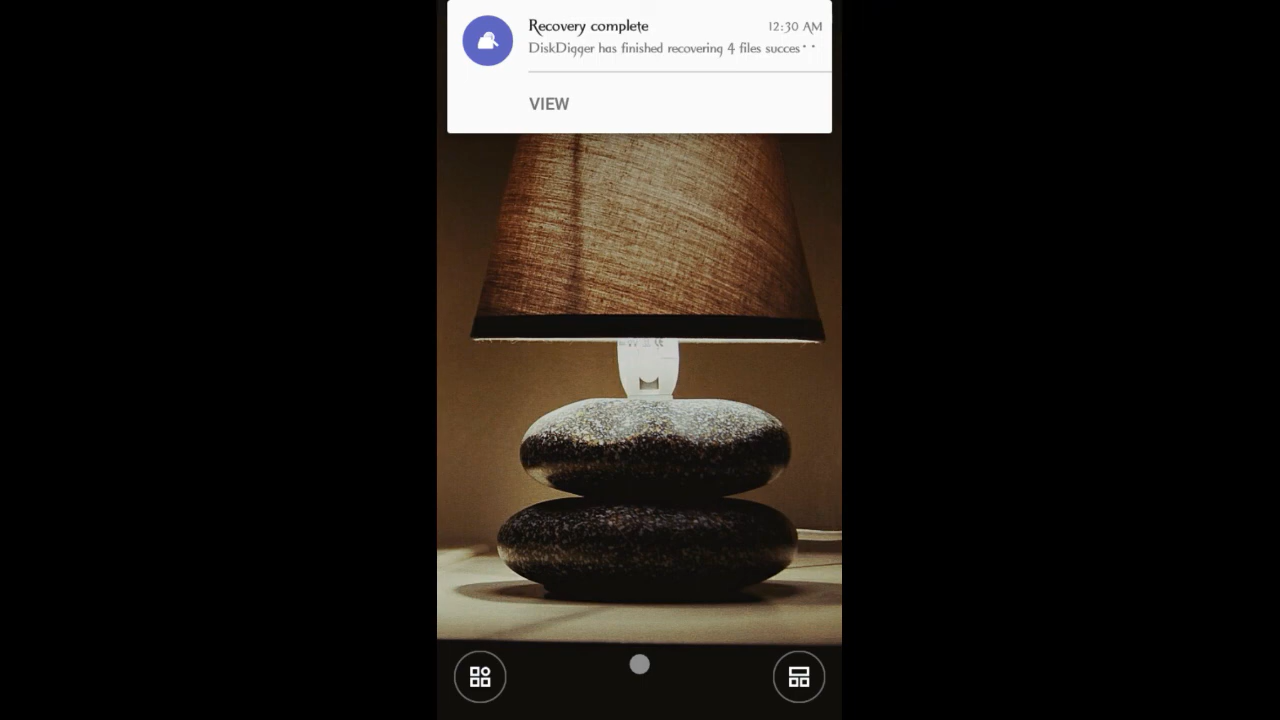 Recovery complete
12:30 AM
DiskDigger has finished recovering 4 files succes··
VIEW